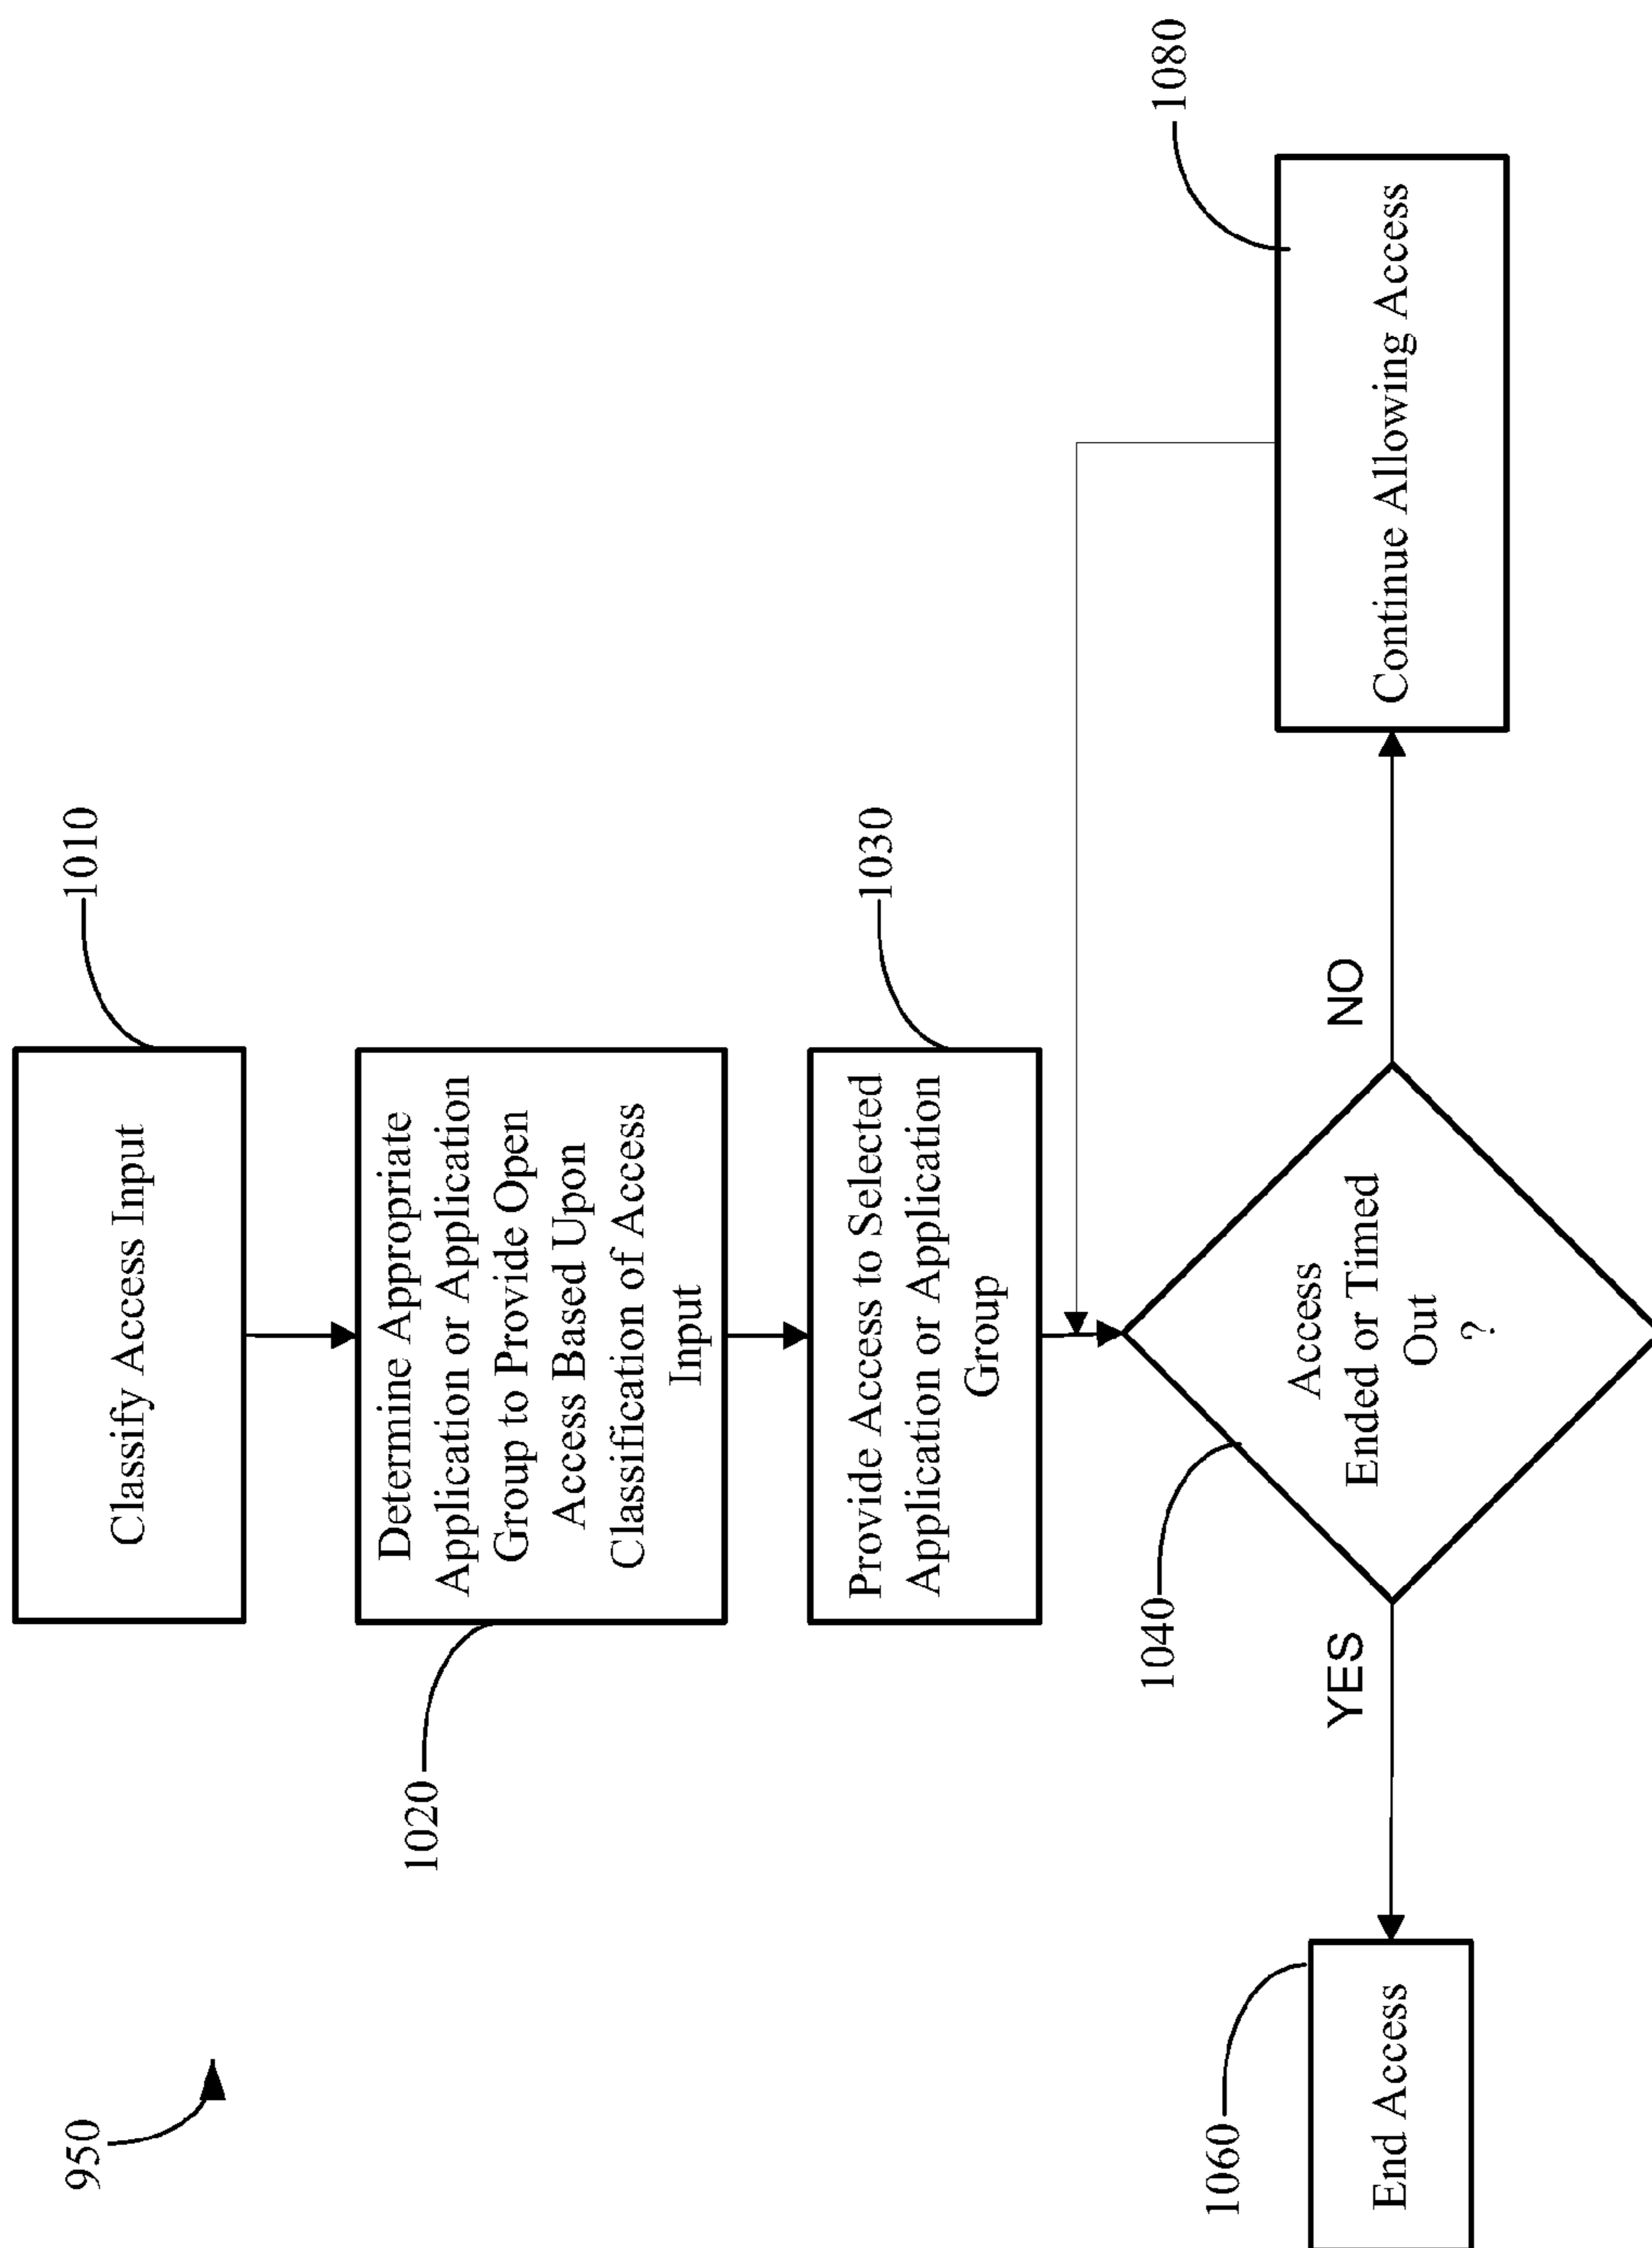 950
1010
Classify Access Input
1020
Determine Appropriate
Application or Application
Group to Provide Open
Access Based Upon
Classification of Access
Input
1030
Provide Access to Selected
Application or Application
Group
1040
Access
Ended or Timed
Out
?
YES
NO
1060
End Access
1080
Continue Allowing Access